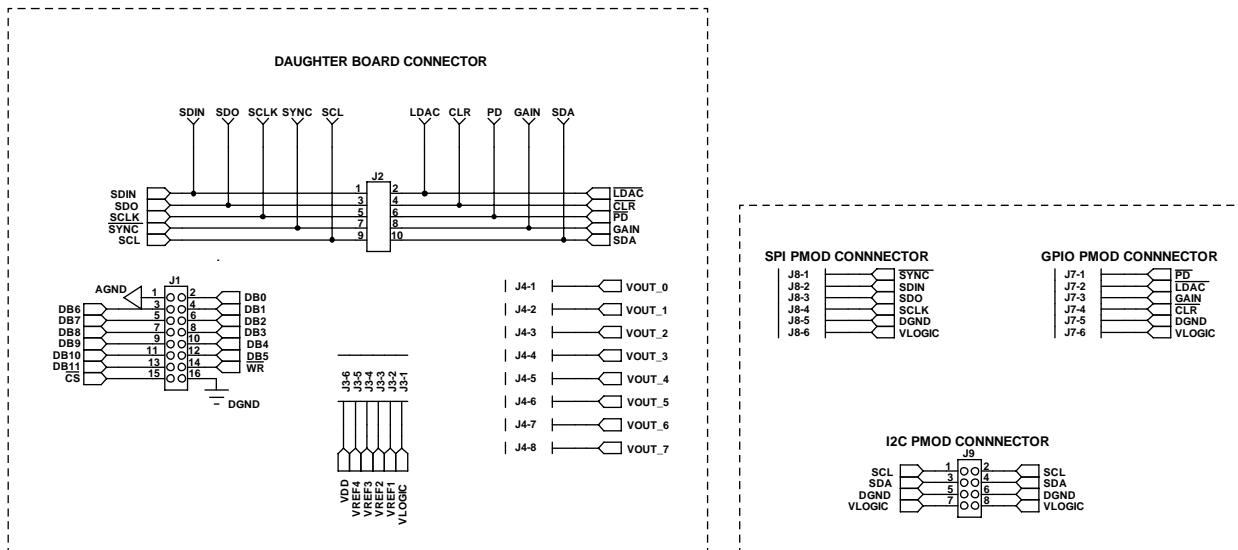 DAUGHTER BOARD CONNECTOR
SDIN SDO SCLK SYNC SCL LDAC CLR PD GAIN SDA
J2
SDIN 1 2 LDAC
SDO 3 4 CLR
SCLK 5 6 PD
SYNC 7 8 GAIN
SCL 9 10 SDA
J1
AGND 1 2 DB0
DB6 3 4 DB1
DB7 5 6 DB2
DB8 7 8 DB3
DB9 9 10 DB4
DB10 11 12 DB5
DB11 13 14 WR
CS 15 16
DGND
J3-6 J3-5 J3-4 J3-3 J3-2 J3-1
VDD VREF4 VREF3 VREF2 VREF1 VLOGIC
J4-1 VOUT_0
J4-2 VOUT_1
J4-3 VOUT_2
J4-4 VOUT_3
J4-5 VOUT_4
J4-6 VOUT_5
J4-7 VOUT_6
J4-8 VOUT_7
SPI PMOD CONNNECTOR
J8-1 SYNC
J8-2 SDIN
J8-3 SDO
J8-4 SCLK
J8-5 DGND
J8-6 VLOGIC
GPIO PMOD CONNNECTOR
J7-1 PD
J7-2 LDAC
J7-3 GAIN
J7-4 CLR
J7-5 DGND
J7-6 VLOGIC
I2C PMOD CONNNECTOR
J9
SCL 1 2 SCL
SDA 3 4 SDA
DGND 5 6 DGND
VLOGIC 7 8 VLOGIC